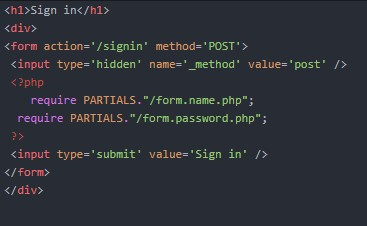 <h1>Sign in</h1>
<div>
<form action='/signin' method='POST'>
<input type='hidden' name='_method' value='post' />
<?php
require PARTIALS."/form.name.php";
require PARTIALS."/form.password.php";
?>
<input type='submit' value='Sign in' />
</form>
</div>